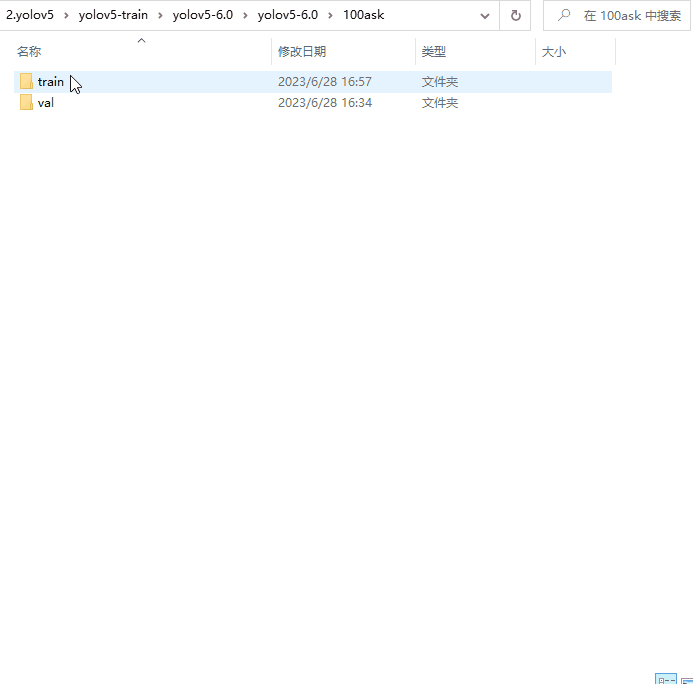 2.yolov5 › yolov5-train › yolov5-6.0 › yolov5-6.0 › 100ask 在 100ask 中搜索
名称 修改日期 类型 大小
train 2023/6/28 16:57 文件夹
val 2023/6/28 16:34 文件夹